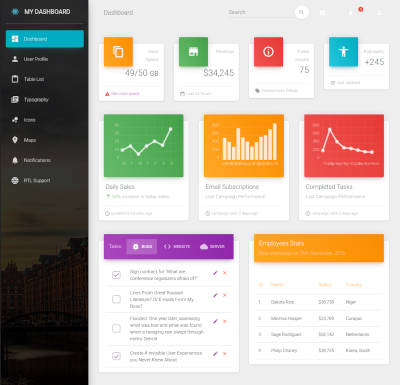 MY DASHBOARD
Dashboard
User Profile
Table List
Typography
Icons
Maps
Notifications
RTL Support
Dashboard
Search
Used
Space
49/50 GB
Get more space
Revenue
$34,245
Last 24 Hours
Fixed
Issues
75
Tracked from Github
Followers
+245
Just Updated
Daily Sales
55% increase in today sales.
updated 4 minutes ago
Email Subscriptions
Last Campaign Performance
campaign sent 2 days ago
Completed Tasks
Last Campaign Performance
campaign sent 2 days ago
Tasks:
BUGS
WEBSITE
SERVER
Sign contract for "What are
conference organizers afraid of?"
Lines From Great Russian
Literature? Or E-mails From My
Boss?
Flooded: One year later, assessing
what was lost and what was found
when a ravaging rain swept through
metro Detroit
Create 4 Invisible User Experiences
you Never Knew About
Employees Stats
New employees on 15th September, 2016
ID Name Salary Country
1 Dakota Rice $36,738 Niger
2 Minerva Hooper $23,789 Curaçao
3 Sage Rodriguez $56,142 Netherlands
4 Philip Chaney $38,735 Korea, South